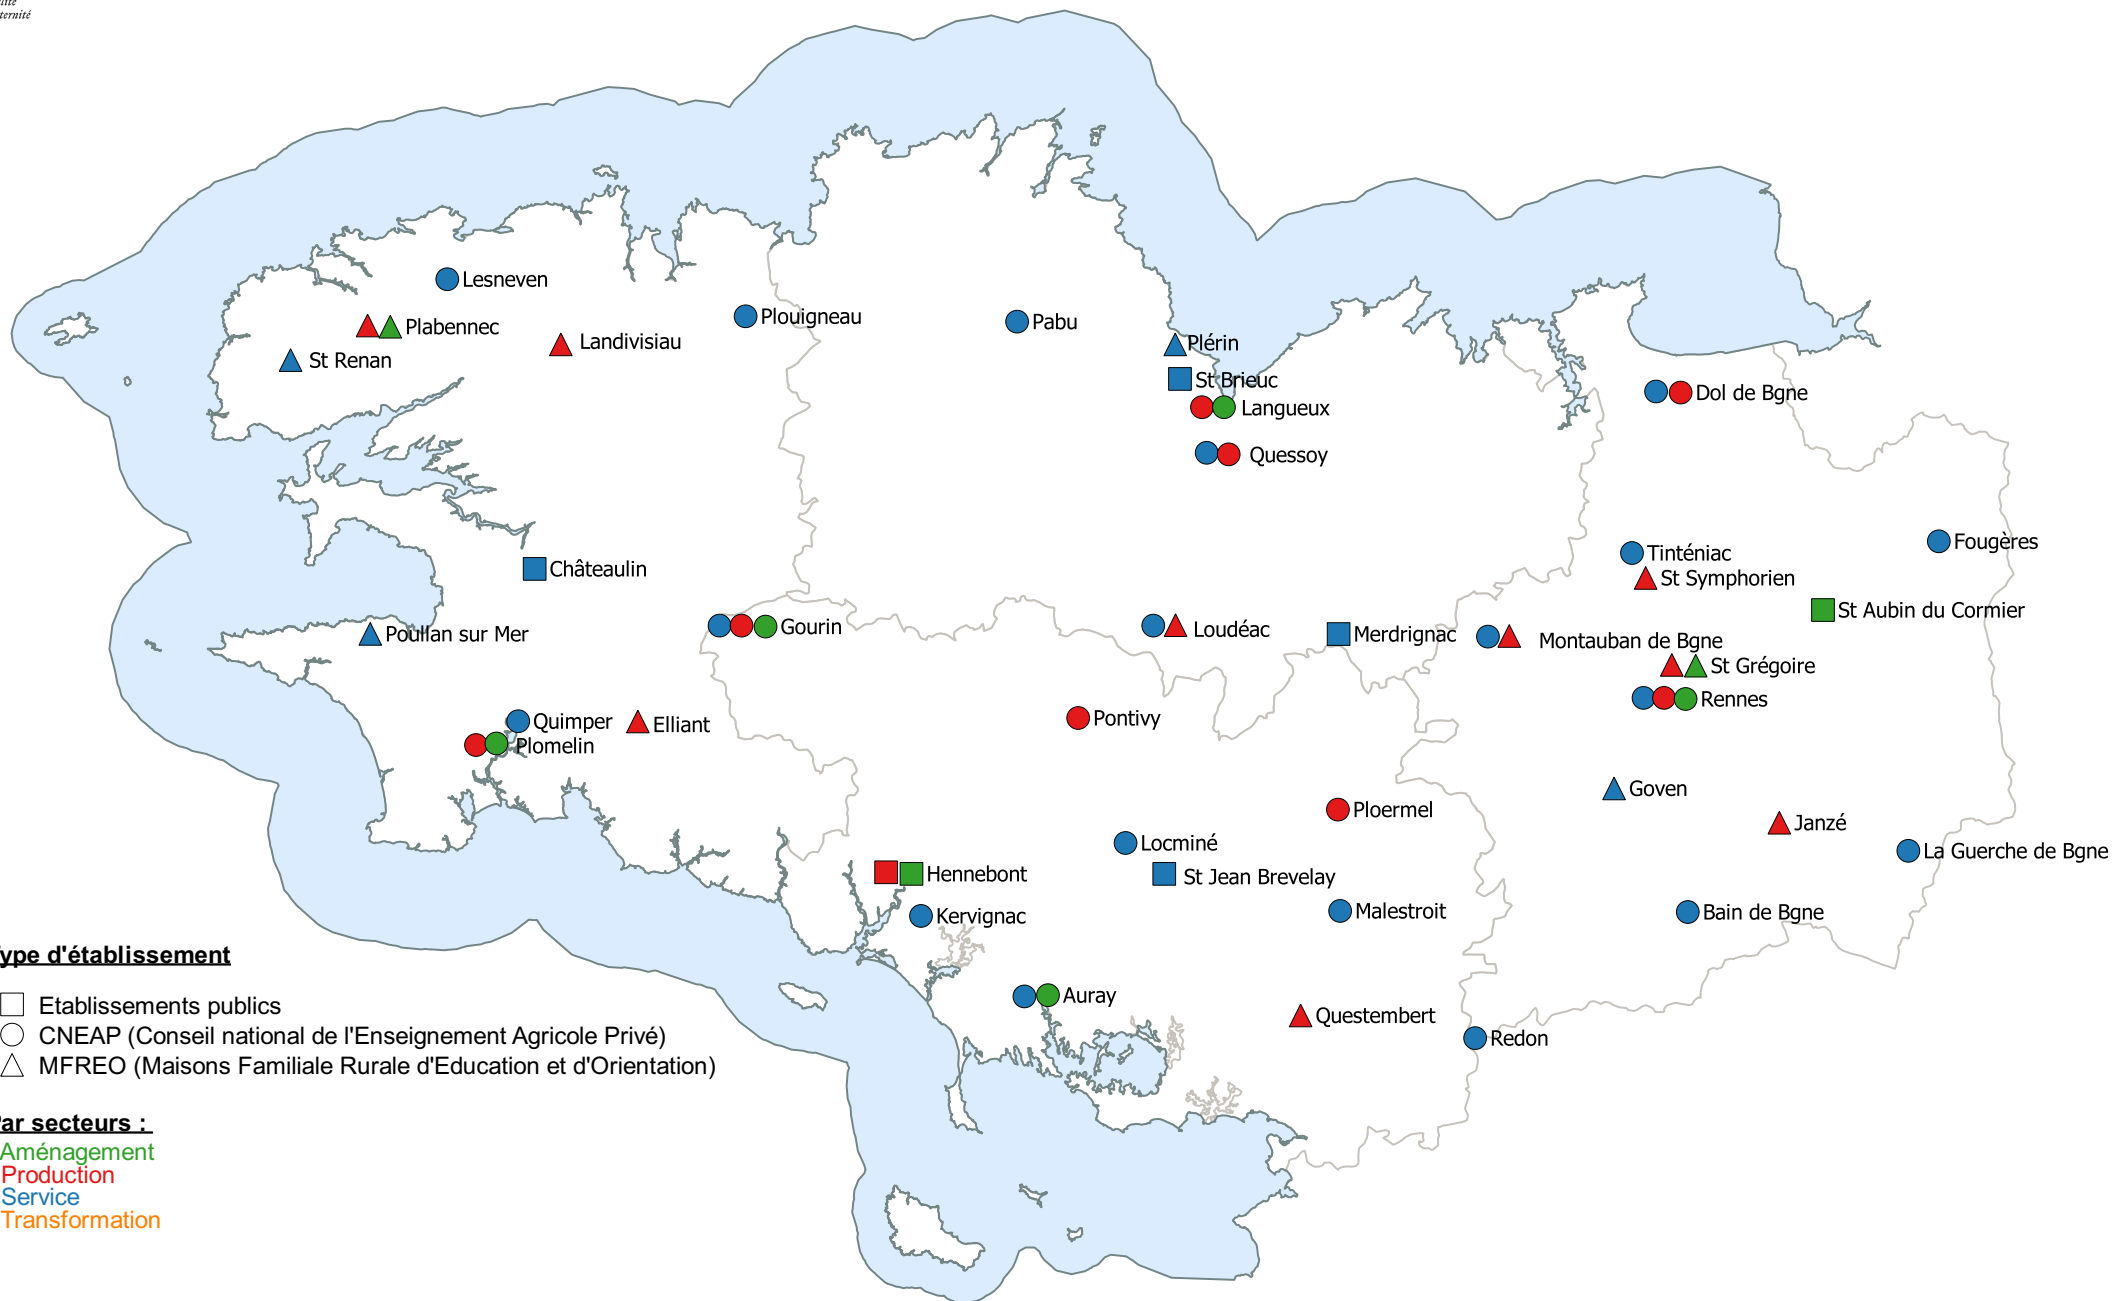 ternité
Lesneven
Plabennec
St Renan
Landivisiau
Plouigneau
Pabu
Plérin
St Brieuc
Langueux
Quessoy
Dol de Bgne
Fougères
Tinténiac
St Symphorien
St Aubin du Cormier
Châteaulin
Poullan sur Mer
Gourin
Loudéac
Merdrignac
Montauban de Bgne
St Grégoire
Rennes
Quimper
Plomelin
Elliant
Pontivy
Goven
Ploermel
Janzé
Locminé
La Guerche de Bgne
Hennebont
St Jean Brevelay
Kervignac
Malestroit
Bain de Bgne
Auray
Questembert
Redon
ype d'établissement
Etablissements publics
CNEAP (Conseil national de l'Enseignement Agricole Privé)
MFREO (Maisons Familiale Rurale d'Education et d'Orientation)
ar secteurs :
Aménagement
Production
Service
Transformation